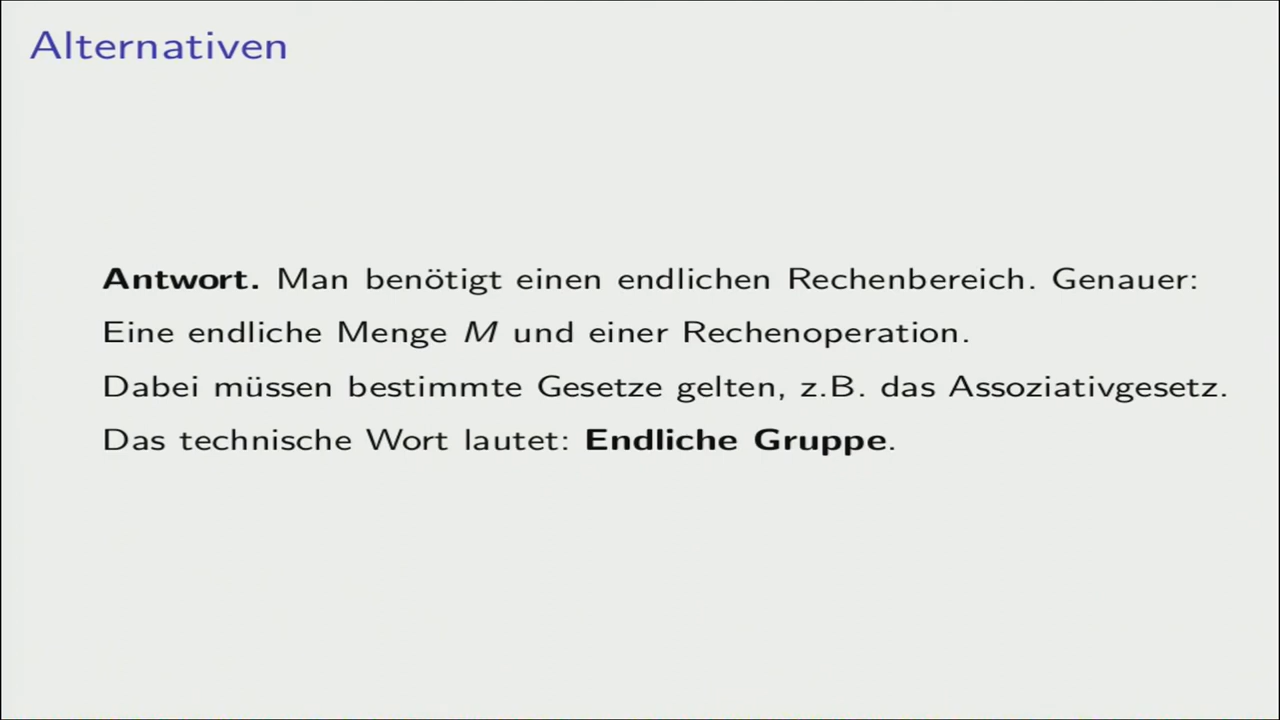 Alternativen
Antwort. Man benötigt einen endlichen Rechenbereich. Genauer:
Eine endliche Menge M und einer Rechenoperation.
Dabei müssen bestimmte Gesetze gelten, z.B. das Assoziativgesetz.
Das technische Wort lautet: Endliche Gruppe.